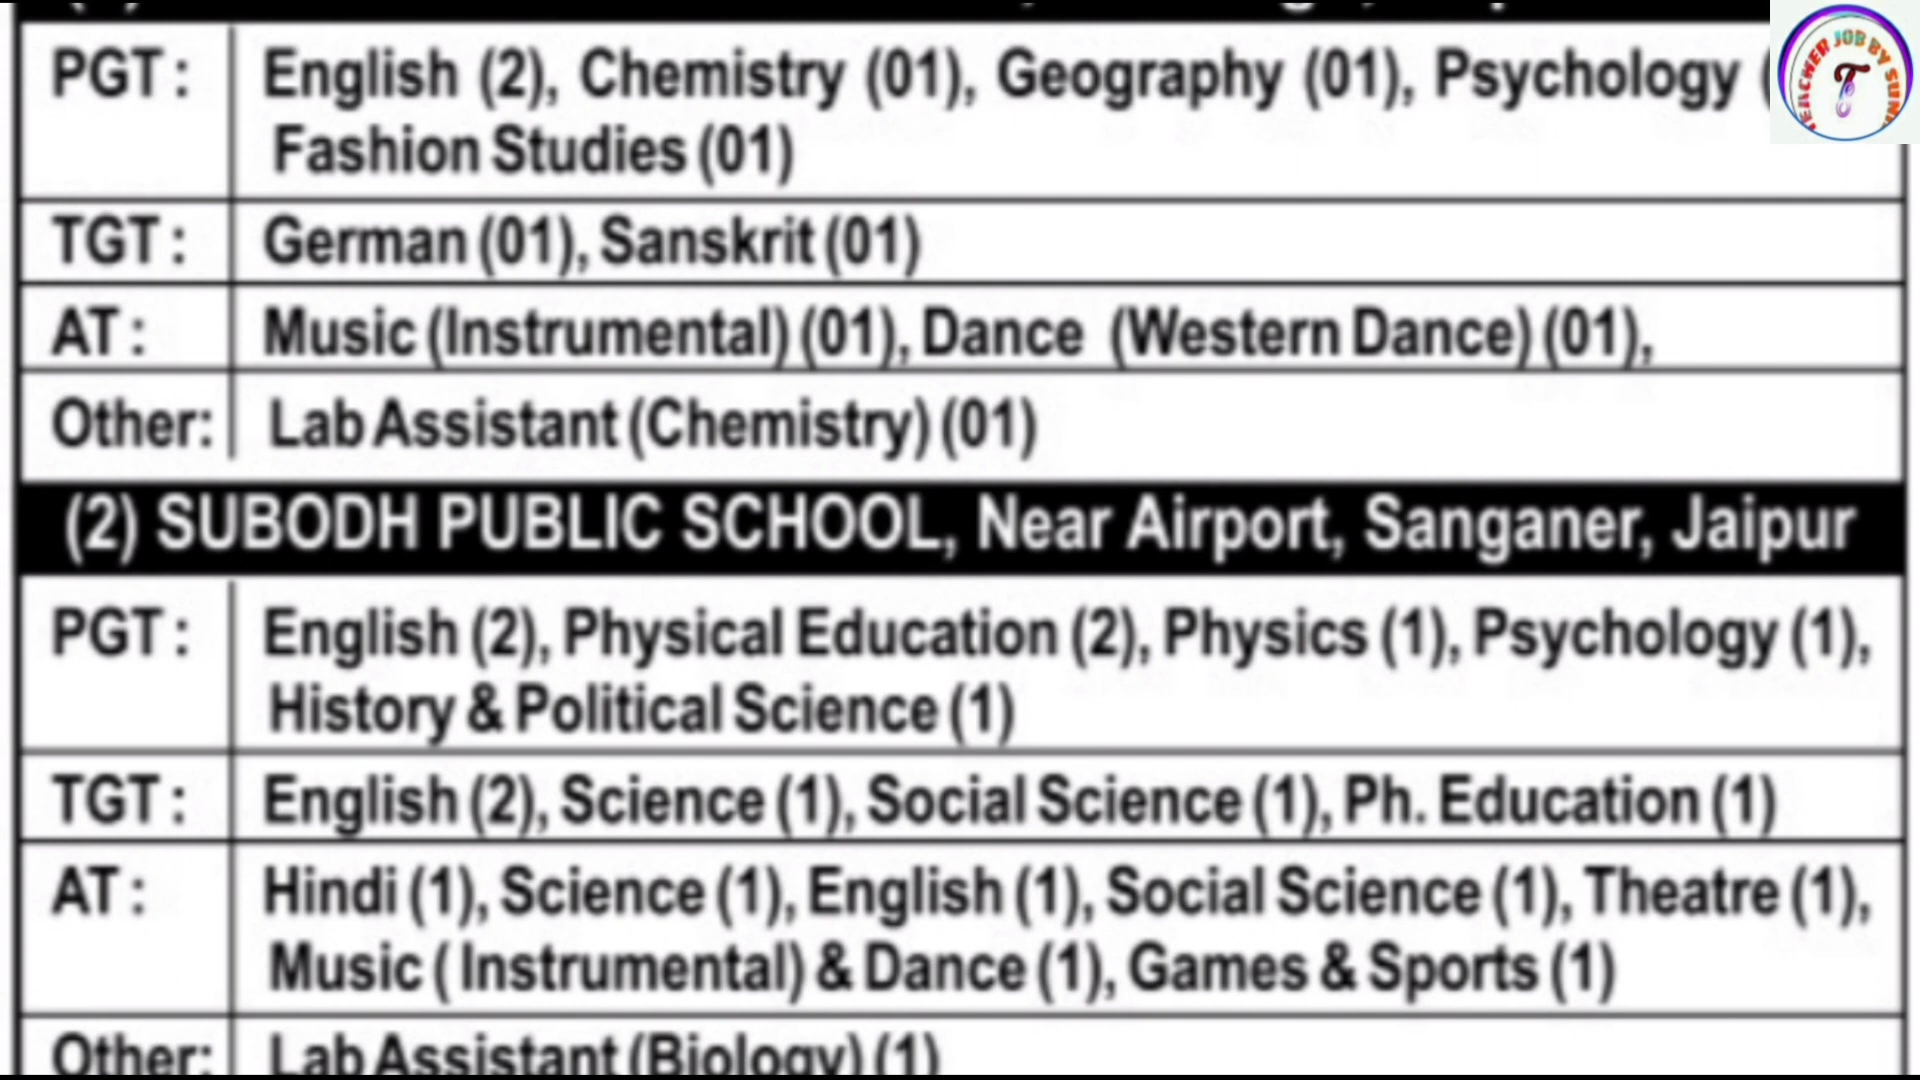 PGT : English (2), Chemistry (01), Geography (01), Psychology
Fashion Studies (01)
TGT : German (01), Sanskrit (01)
AT : Music (Instrumental) (01), Dance (Western Dance) (01),
Other: Lab Assistant (Chemistry) (01)
(2) SUBODH PUBLIC SCHOOL, Near Airport, Sanganer, Jaipur
PGT : English (2), Physical Education (2), Physics (1), Psychology (1),
History & Political Science (1)
TGT : English (2), Science (1), Social Science (1), Ph. Education (1)
AT : Hindi (1), Science (1), English (1), Social Science (1), Theatre (1),
Music ( Instrumental) & Dance (1), Games & Sports (1)
Other: Lab Assistant (Biology) (1)
TEACHER JOB BY